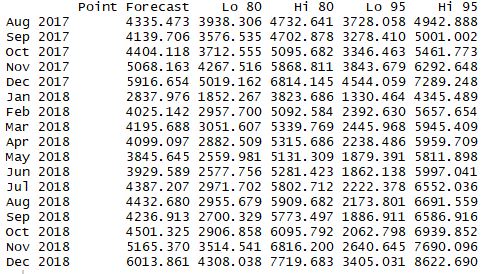 Point Forecast Lo 80 Hi 80 Lo 95 Hi 95
Aug 2017 4335.473 3938.306 4732.641 3728.058 4942.888
Sep 2017 4139.706 3576.535 4702.878 3278.410 5001.002
Oct 2017 4404.118 3712.555 5095.682 3346.463 5461.773
Nov 2017 5068.163 4267.516 5868.811 3843.679 6292.648
Dec 2017 5916.654 5019.162 6814.145 4544.059 7289.248
Jan 2018 2837.976 1852.267 3823.686 1330.464 4345.489
Feb 2018 4025.142 2957.700 5092.584 2392.630 5657.654
Mar 2018 4195.688 3051.607 5339.769 2445.968 5945.409
Apr 2018 4099.097 2882.509 5315.686 2238.486 5959.709
May 2018 3845.645 2559.981 5131.309 1879.391 5811.898
Jun 2018 3929.589 2577.756 5281.423 1862.138 5997.041
Jul 2018 4387.207 2971.702 5802.712 2222.378 6552.036
Aug 2018 4432.680 2955.679 5909.682 2173.801 6691.559
Sep 2018 4236.913 2700.329 5773.497 1886.911 6586.916
Oct 2018 4501.325 2906.858 6095.792 2062.798 6939.852
Nov 2018 5165.370 3514.541 6816.200 2640.645 7690.096
Dec 2018 6013.861 4308.038 7719.683 3405.031 8622.690